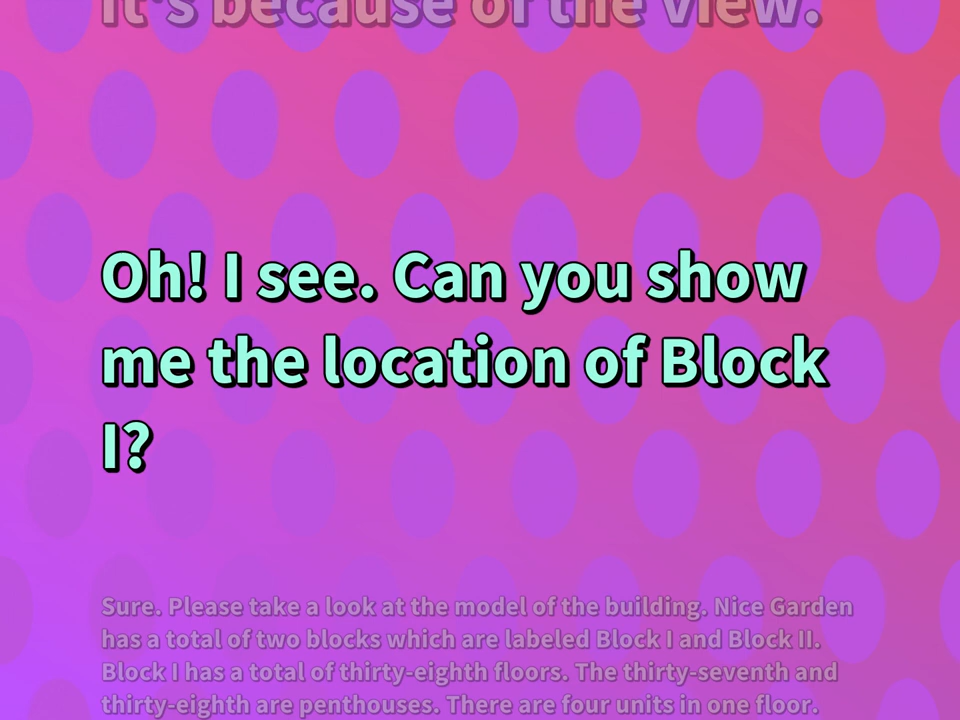 It's because of the view.
Oh! I see. Can you show
me the location of Block
I?
Sure. Please take a look at the model of the building. Nice Garden
has a total of two blocks which are labeled Block I and Block II.
Block I has a total of thirty-eighth floors. The thirty-seventh and
thirty-eighth are penthouses. There are four units in one floor.